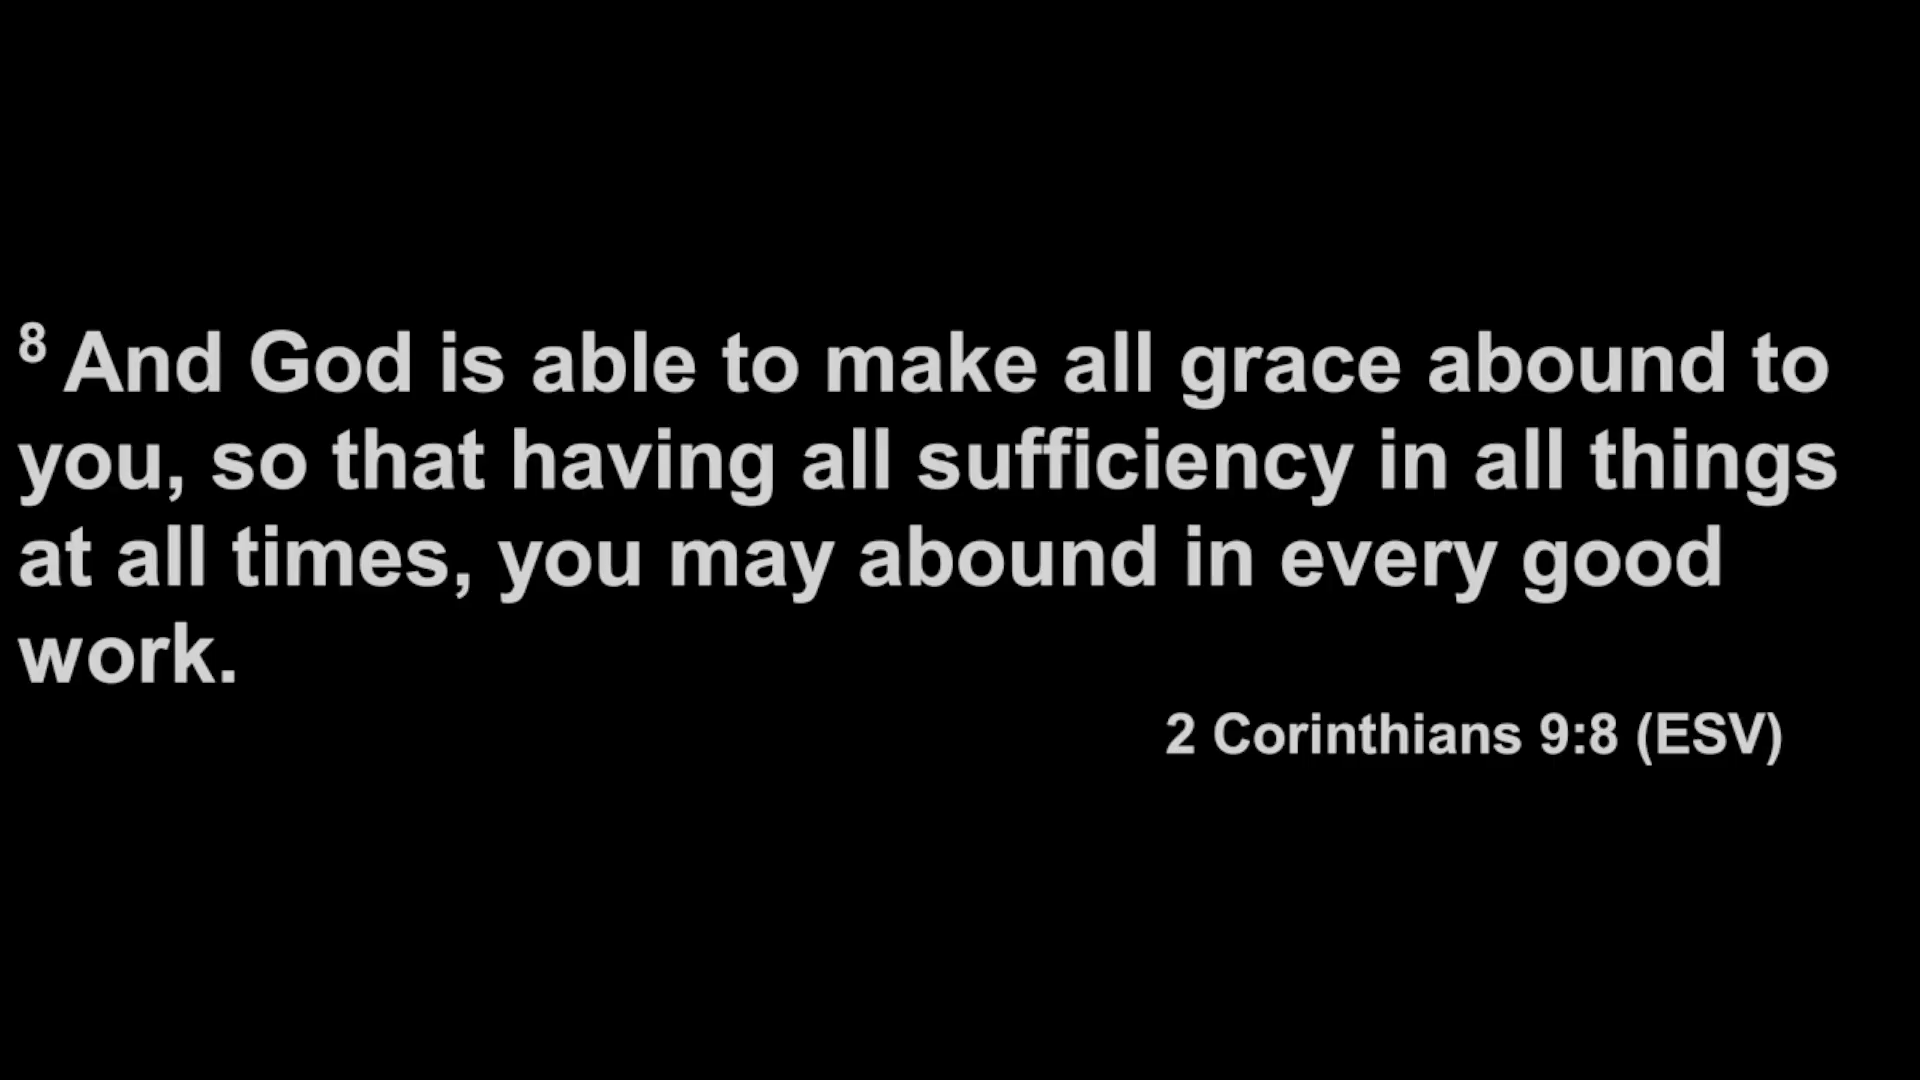 8 And God is able to make all grace abound to
you, so that having all sufficiency in all things
at all times, you may abound in every good
work.
2 Corinthians 9:8 (ESV)